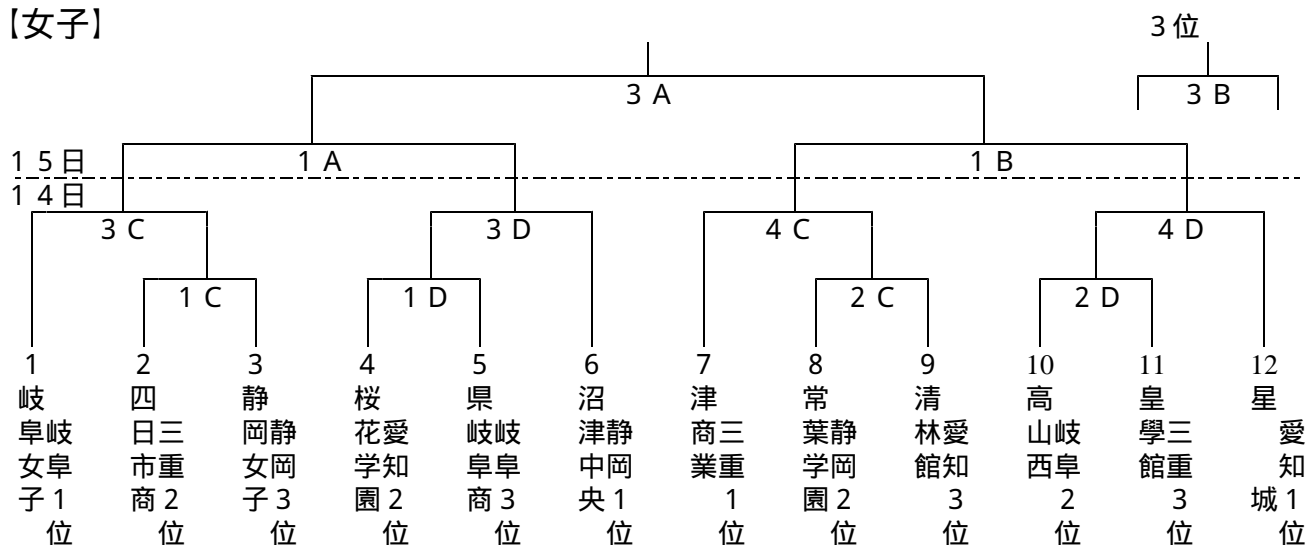 【女子】
3位
3 A
3 B
1 5日
1 A
1 B
1 4日
3 C
3 D
4 C
4 D
1 C
1 D
2 C
2 D
1 2 3 4 5 6 7 8 9 10 11 12
岐阜女子 岐阜1位
四日市商 三重2位
静岡女子 静岡3位
桜花学園 愛知2位
県岐阜商 岐阜3位
沼津中央 静岡1位
津商業 三重1位
常葉学園 静岡2位
清林館 愛知3位
高山西 岐阜2位
皇學館 三重3位
星城 愛知1位